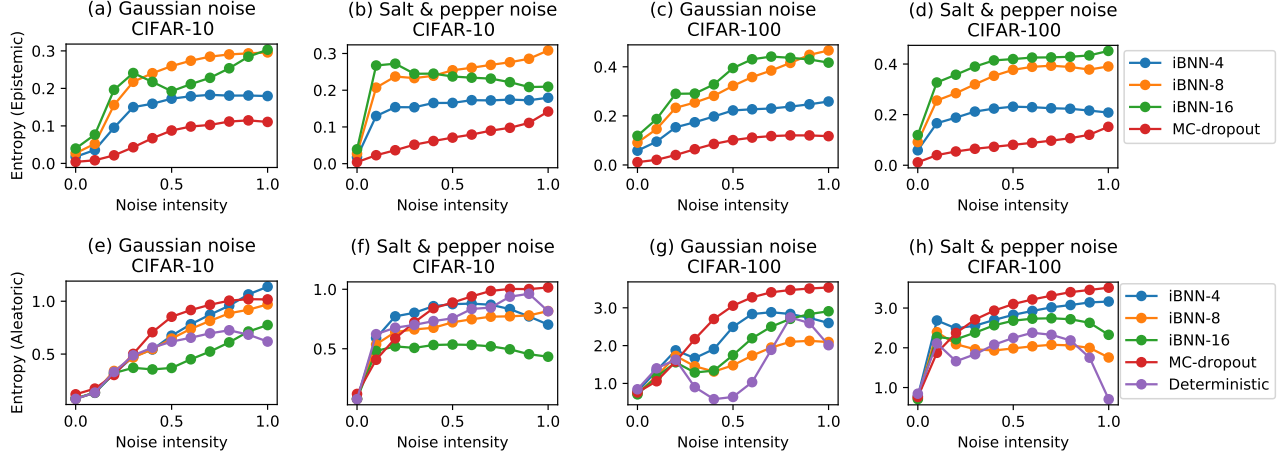 (a) Gaussian noise
CIFAR-10
(b) Salt & pepper noise
CIFAR-10
(c) Gaussian noise
CIFAR-100
(d) Salt & pepper noise
CIFAR-100
Entropy (Epistemic)
0.3
0.2
0.1
0.0
0.0 0.5 1.0
Noise intensity
0.3
0.2
0.1
0.0
0.0 0.5 1.0
Noise intensity
0.4
0.2
0.0
0.0 0.5 1.0
Noise intensity
0.4
0.2
0.0
0.0 0.5 1.0
Noise intensity
iBNN-4
iBNN-8
iBNN-16
MC-dropout
(e) Gaussian noise
CIFAR-10
(f) Salt & pepper noise
CIFAR-10
(g) Gaussian noise
CIFAR-100
(h) Salt & pepper noise
CIFAR-100
Entropy (Aleatoric)
1.0
0.5
0.0 0.5 1.0
Noise intensity
1.0
0.5
0.0 0.5 1.0
Noise intensity
3.0
2.0
1.0
0.0 0.5 1.0
Noise intensity
3.0
2.0
1.0
0.0 0.5 1.0
Noise intensity
iBNN-4
iBNN-8
iBNN-16
MC-dropout
Deterministic